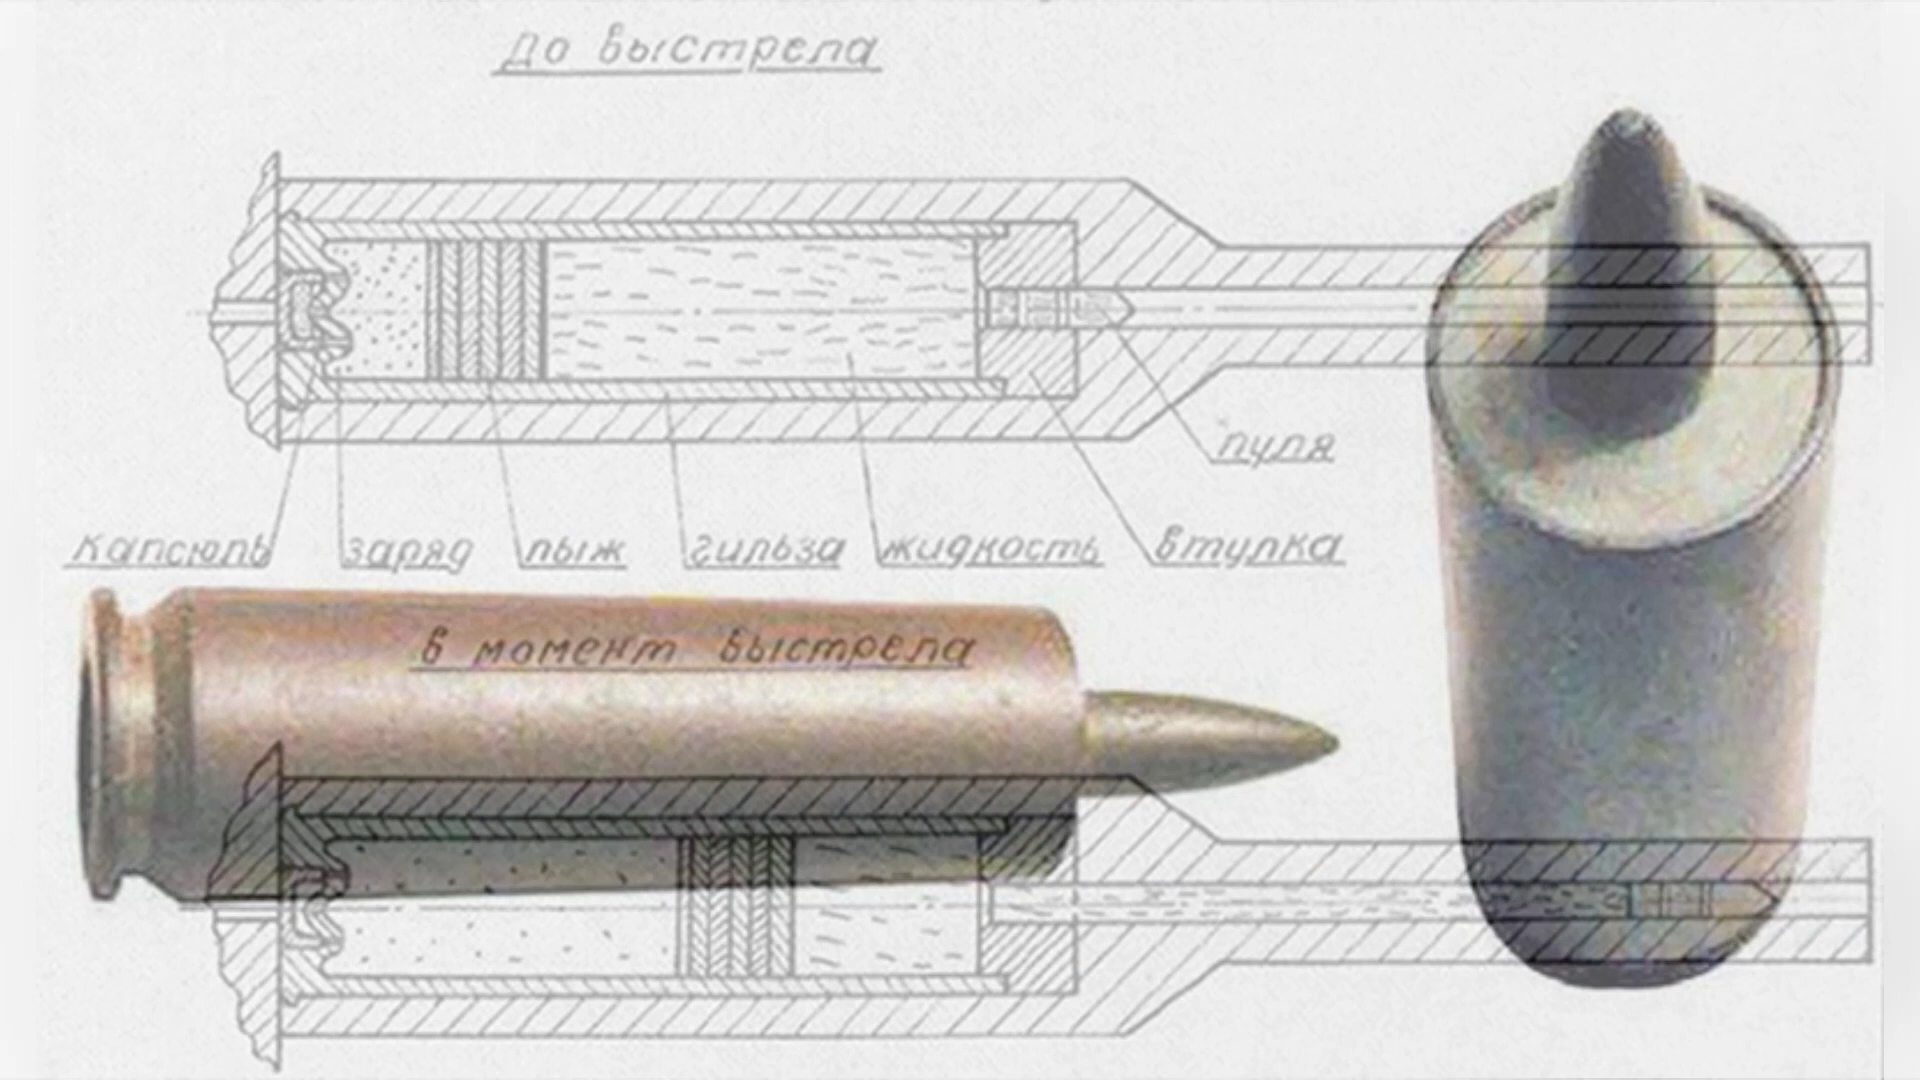 до выстрела
пуля
капсюль заряд пыж гильза жидкость втулка
в момент выстрела